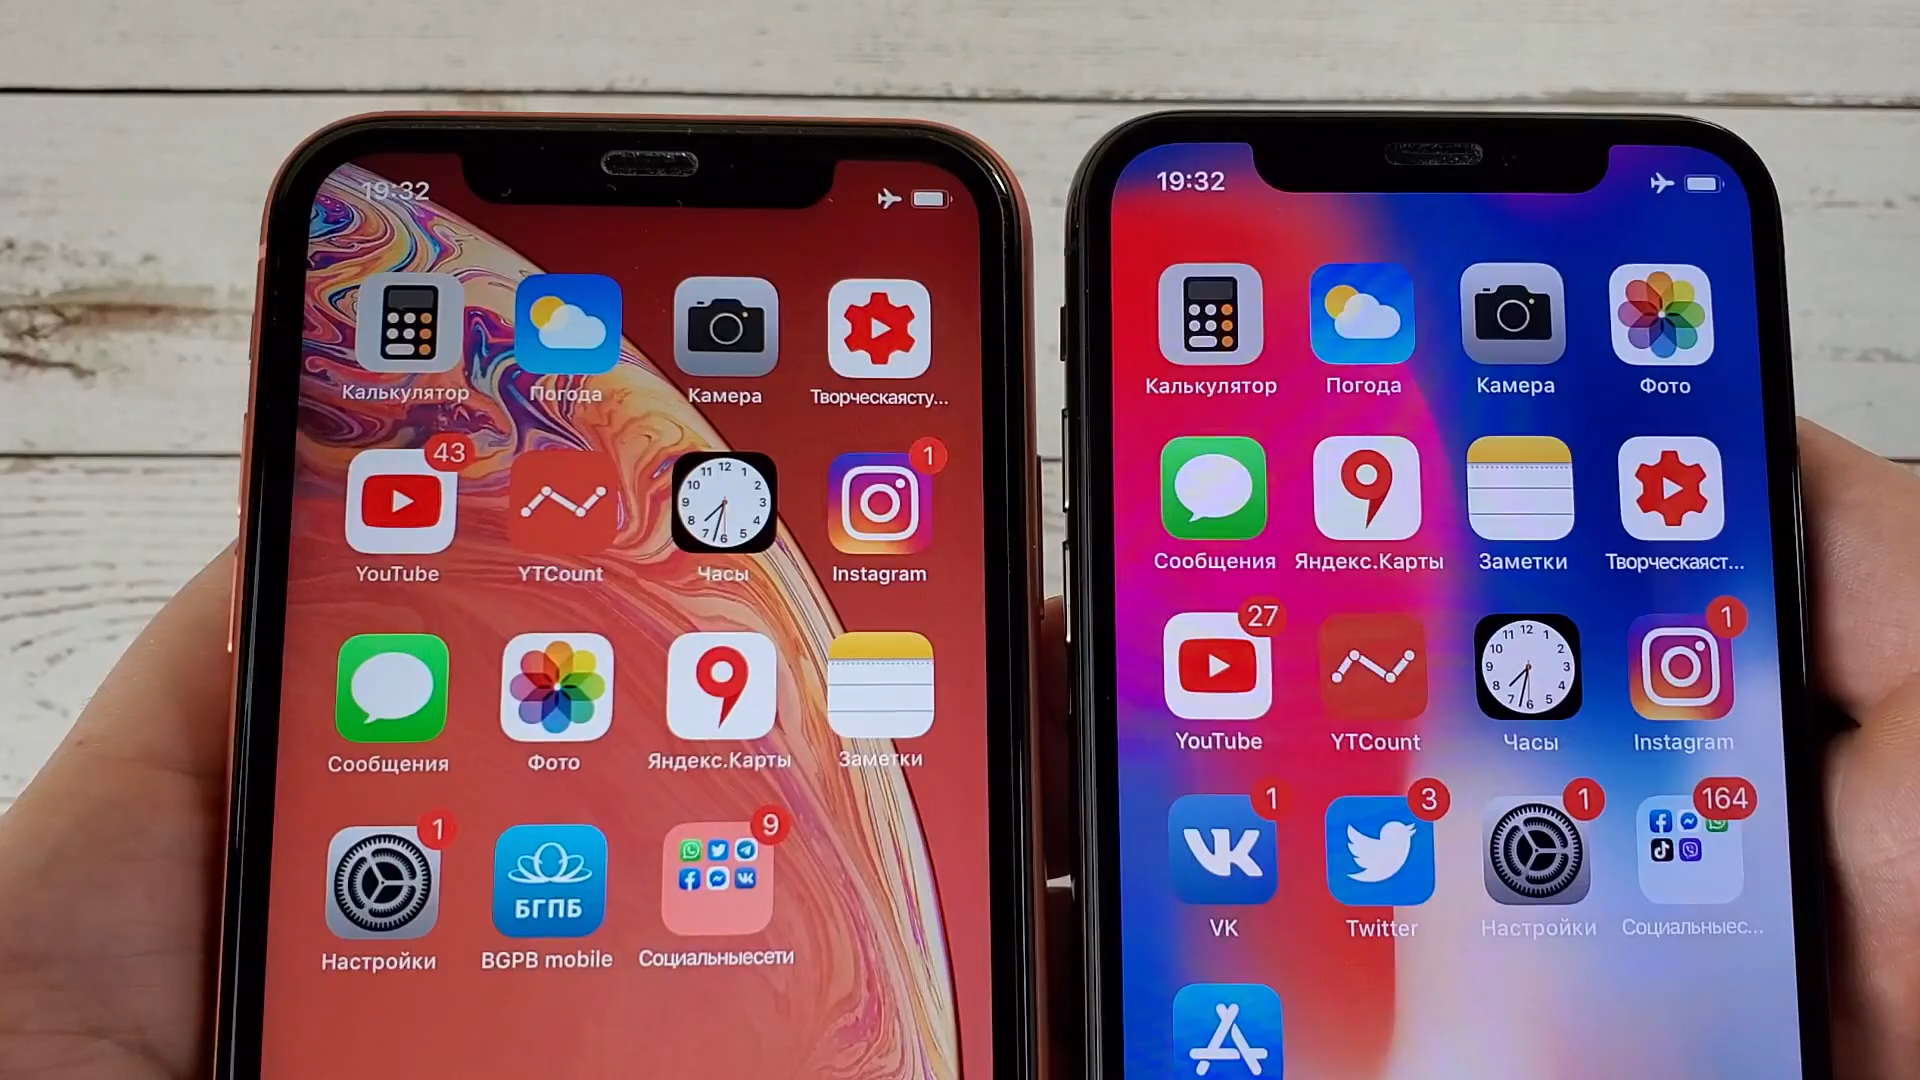 19:32
Калькулятор
Погода
Камера
Творческаясту...
43
1
YouTube
YTCount
Часы
Instagram
Сообщения
Фото
Яндекс.Карты
Заметки
1
9
БГПБ
Настройки
BGPB mobile
Социальныесети
19:32
Калькулятор
Погода
Камера
Фото
Сообщения
Яндекс.Карты
Заметки
Творческаяст...
27
1
YouTube
YTCount
Часы
Instagram
1
3
1
164
VK
Twitter
Настройки
Социальныес...